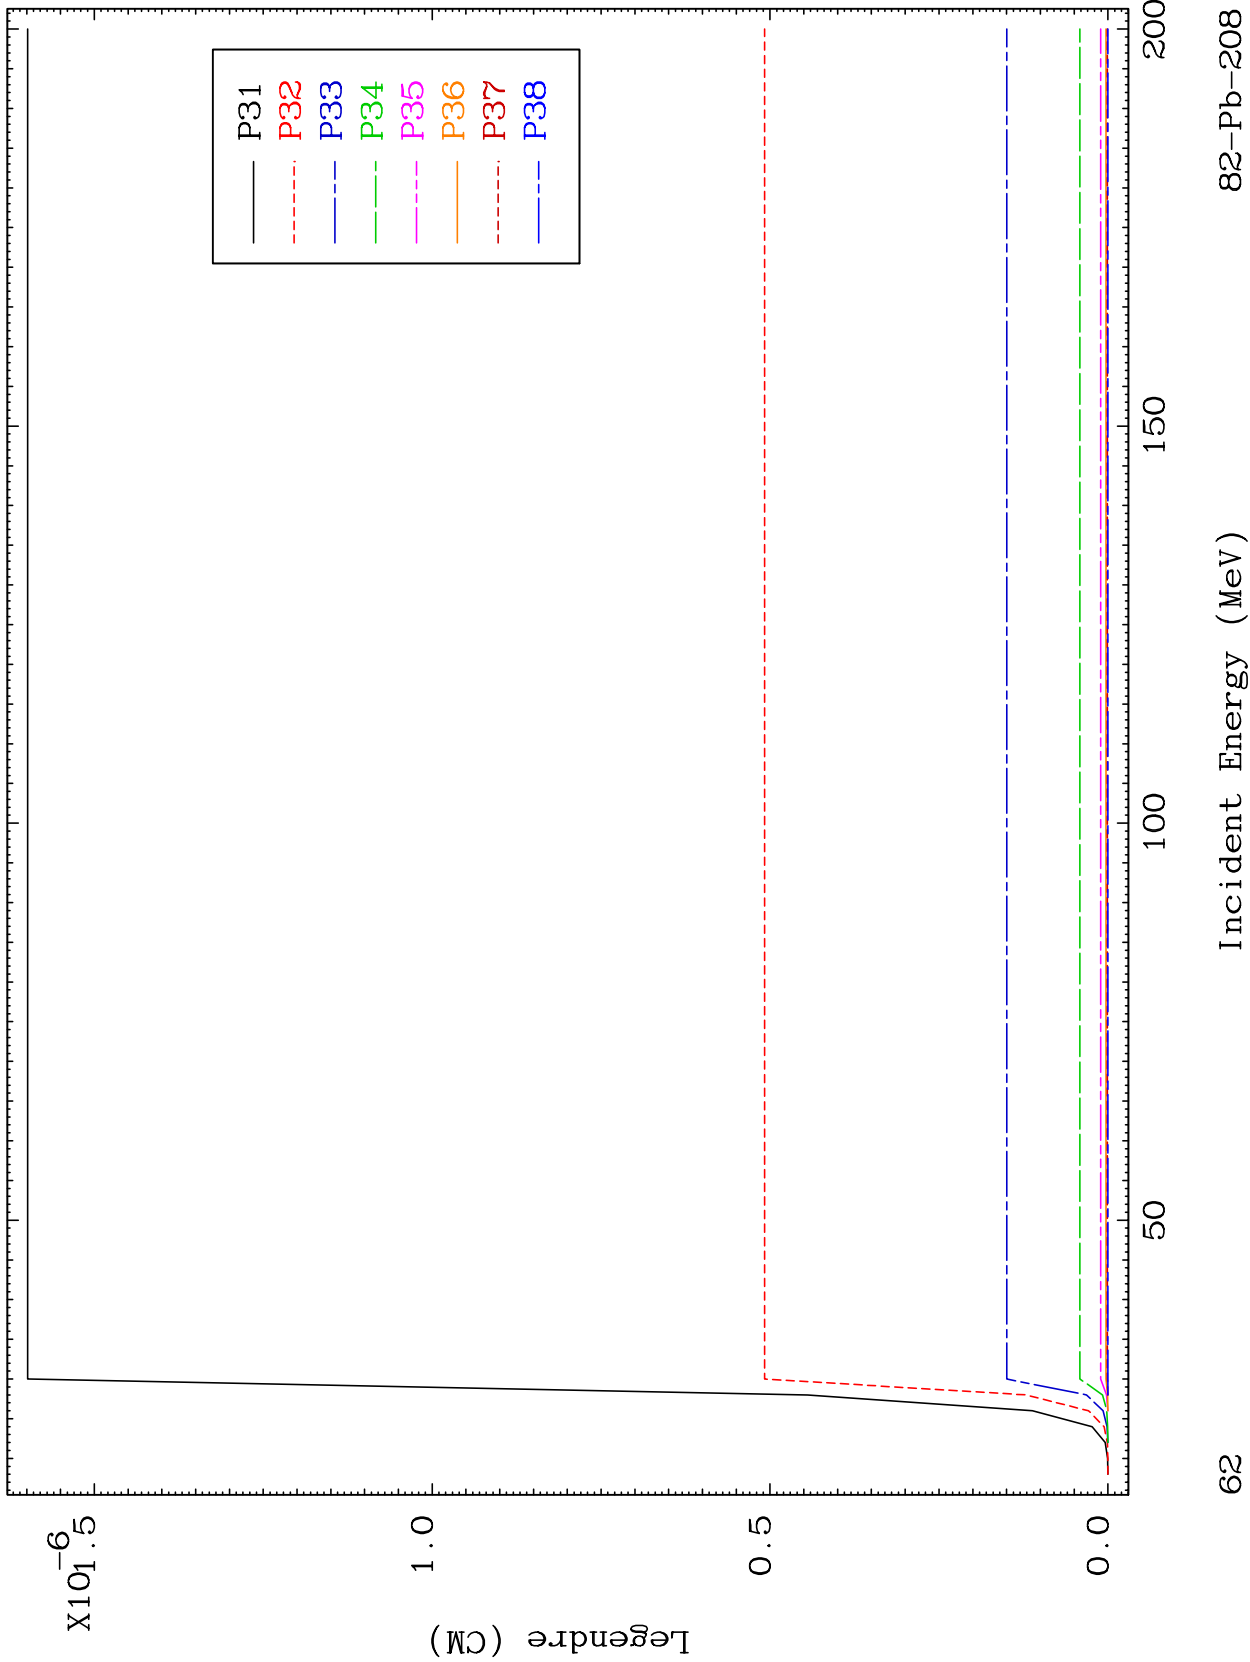 X10-6
1.5
1.0
0.5
0.0
Legendre (CM)
P31
P32
P33
P34
P35
P36
P37
P38
50
100
150
200
Incident Energy (MeV)
62
82-Pb-208